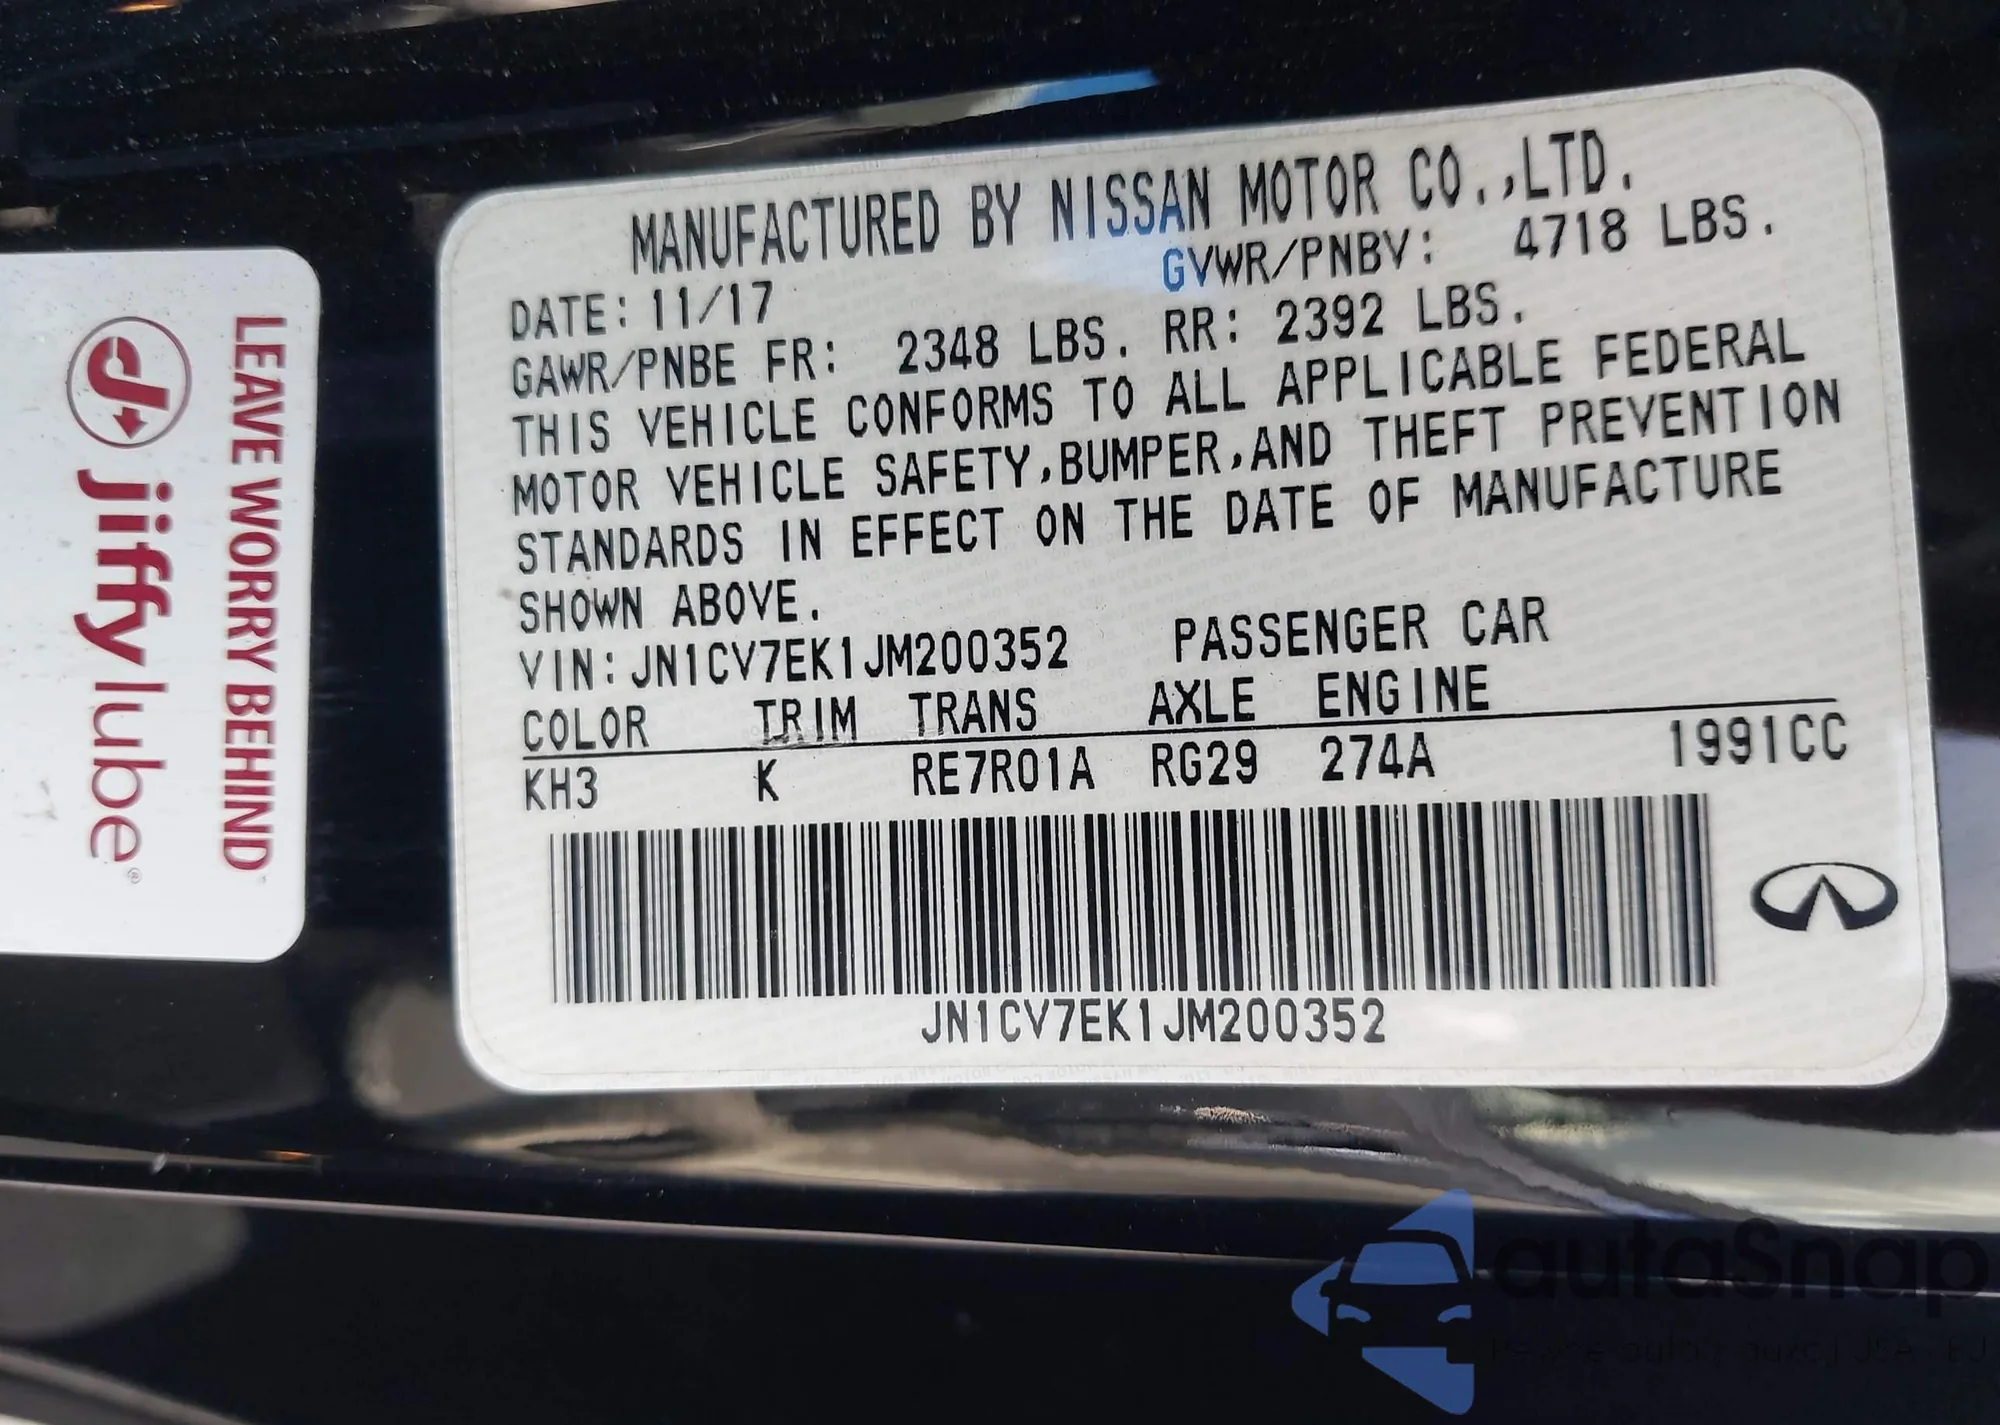 MANUFACTURED BY NISSAN MOTOR CO.,LTD.
DATE: 11/17 GVWR/PNBV: 4718 LBS.
GAWR/PNBE FR: 2348 LBS. RR: 2392 LBS.
THIS VEHICLE CONFORMS TO ALL APPLICABLE FEDERAL
MOTOR VEHICLE SAFETY,BUMPER,AND THEFT PREVENTION
STANDARDS IN EFFECT ON THE DATE OF MANUFACTURE
SHOWN ABOVE.
VIN: JN1CV7EK1JM200352 PASSENGER CAR
COLOR TRIM TRANS AXLE ENGINE
KH3 K RE7R01A RG29 274A 1991CC
JN1CV7EK1JM200352
LEAVE WORRY BEHIND
jiffy lube®
autaSnap